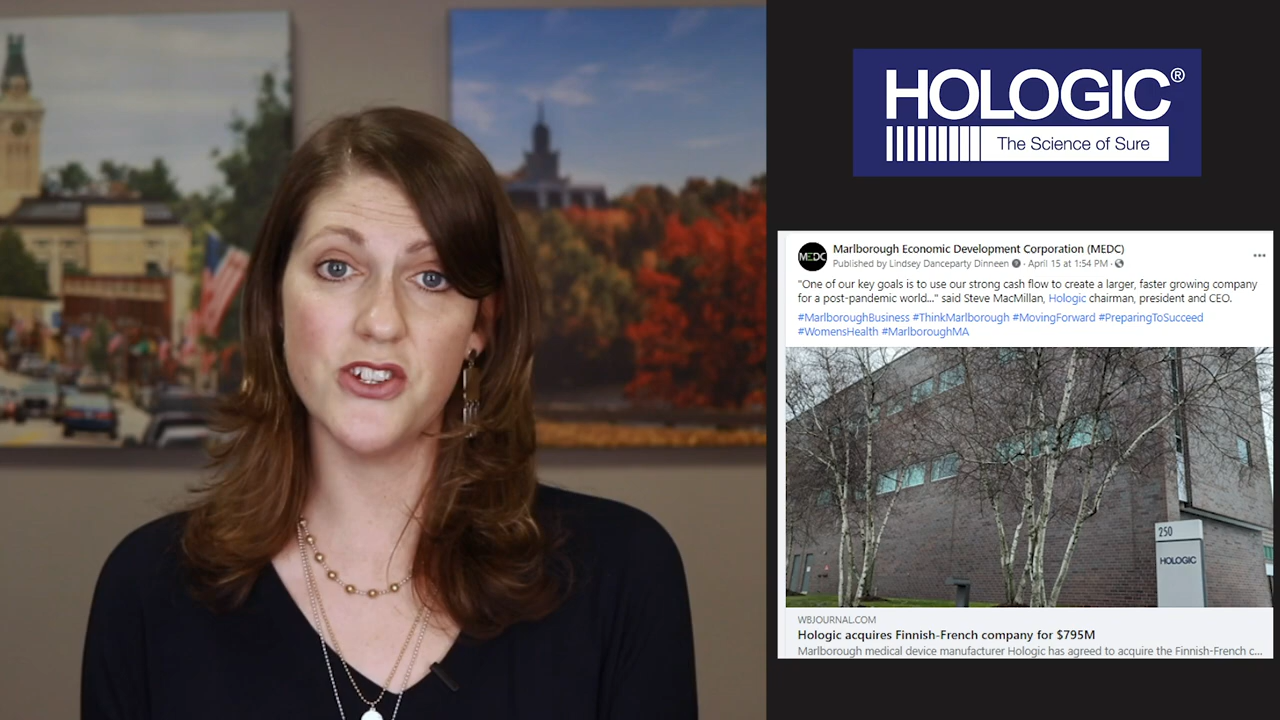 HOLOGIC®
The Science of Sure
MEDC
Marlborough Economic Development Corporation (MEDC)
Published by Lindsey Danceparty Dinneen · April 15 at 1:54 PM ·
"One of our key goals is to use our strong cash flow to create a larger, faster growing company
for a post-pandemic world..." said Steve MacMillan, Hologic chairman, president and CEO.
#MarlboroughBusiness #ThinkMarlborough #MovingForward #PreparingToSucceed
#WomensHealth #MarlboroughMA
250
HOLOGIC
WBJOURNAL.COM
Hologic acquires Finnish-French company for $795M
Marlborough medical device manufacturer Hologic has agreed to acquire the Finnish-French c...